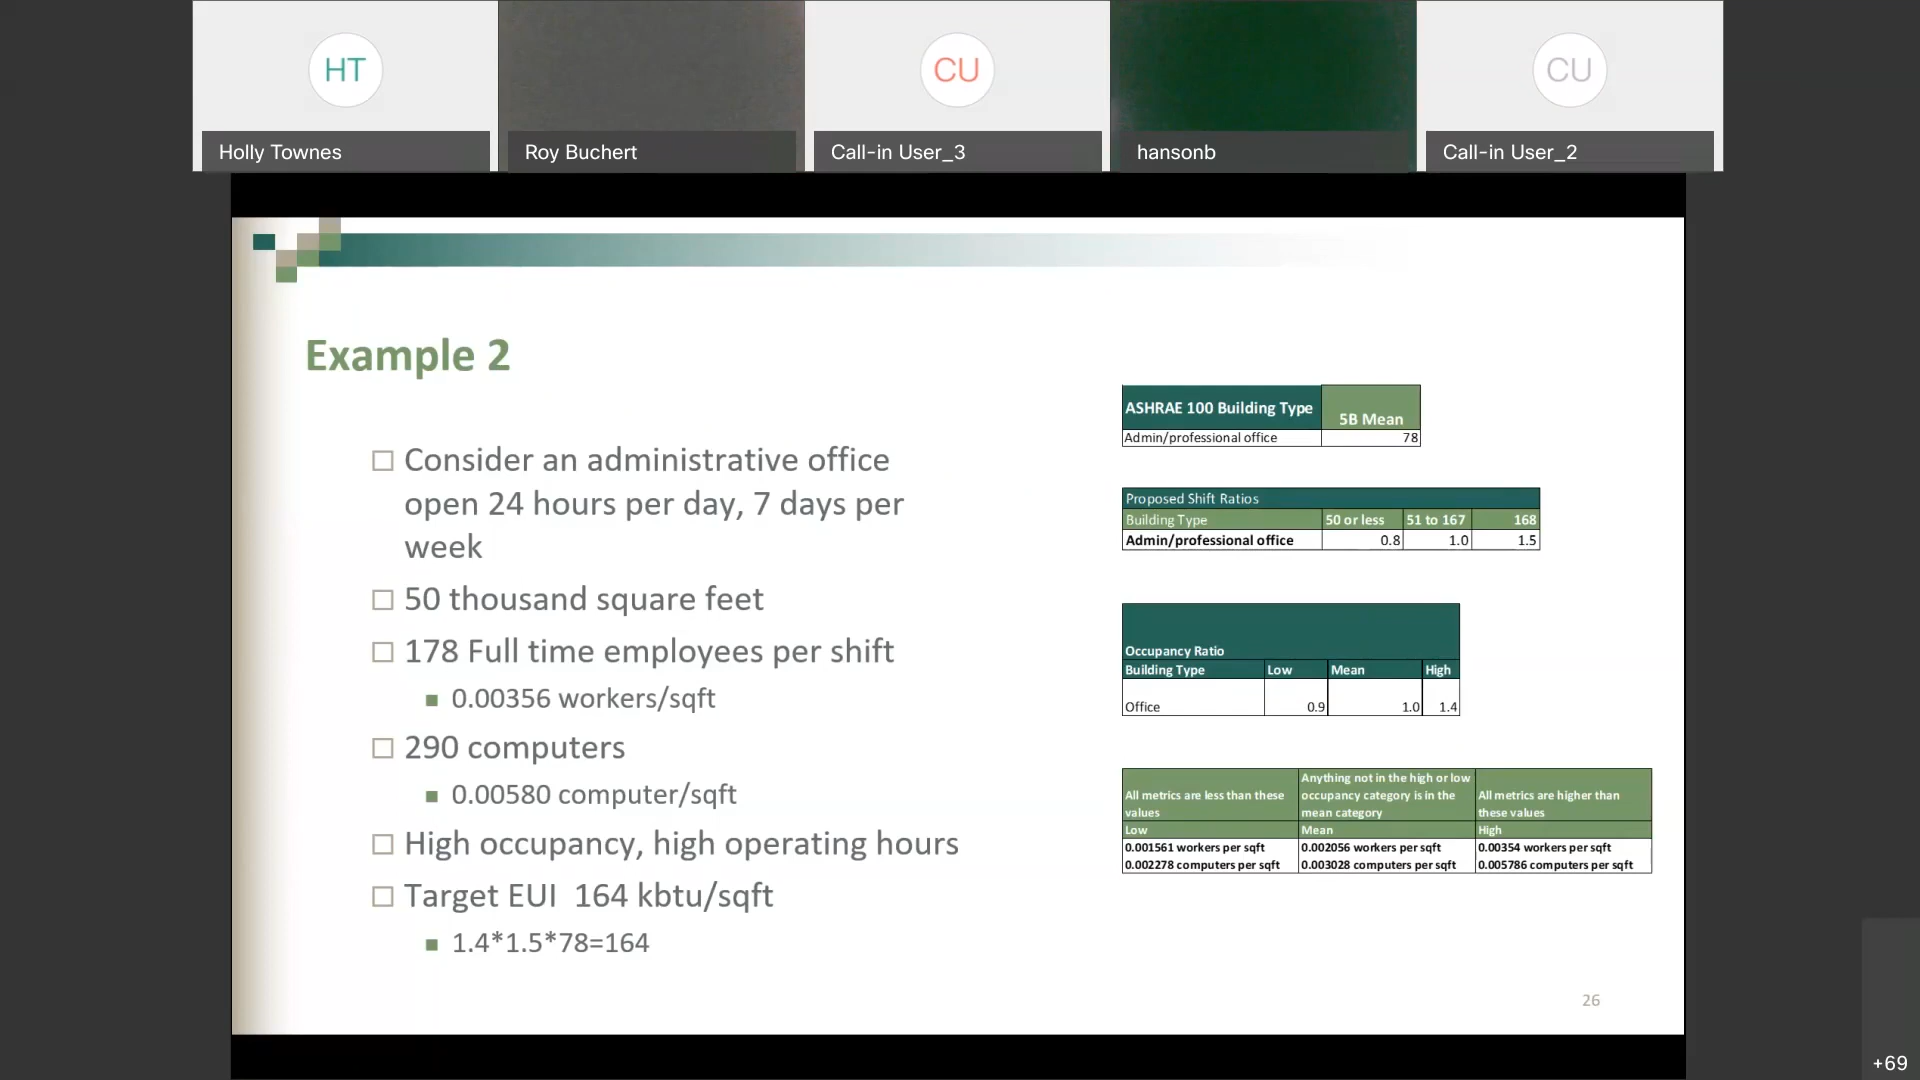 HT
CU
CU
Holly Townes
Roy Buchert
Call-in User_3
hansonb
Call-in User_2
Example 2
Consider an administrative office
open 24 hours per day, 7 days per
week
50 thousand square feet
178 Full time employees per shift
0.00356 workers/sqft
290 computers
0.00580 computer/sqft
High occupancy, high operating hours
Target EUI 164 kbtu/sqft
1.4*1.5*78=164
ASHRAE 100 Building Type 5B Mean
Admin/professional office 78
Proposed Shift Ratios
Building Type 50 or less 51 to 167 168
Admin/professional office 0.8 1.0 1.5
Occupancy Ratio
Building Type Low Mean High
Office 0.9 1.0 1.4
All metrics are less than these
values
Anything not in the high or low
occupancy category is in the
mean category
All metrics are higher than
these values
Low Mean High
0.001561 workers per sqft 0.002056 workers per sqft 0.00354 workers per sqft
0.002278 computers per sqft 0.003028 computers per sqft 0.005786 computers per sqft
26
+69